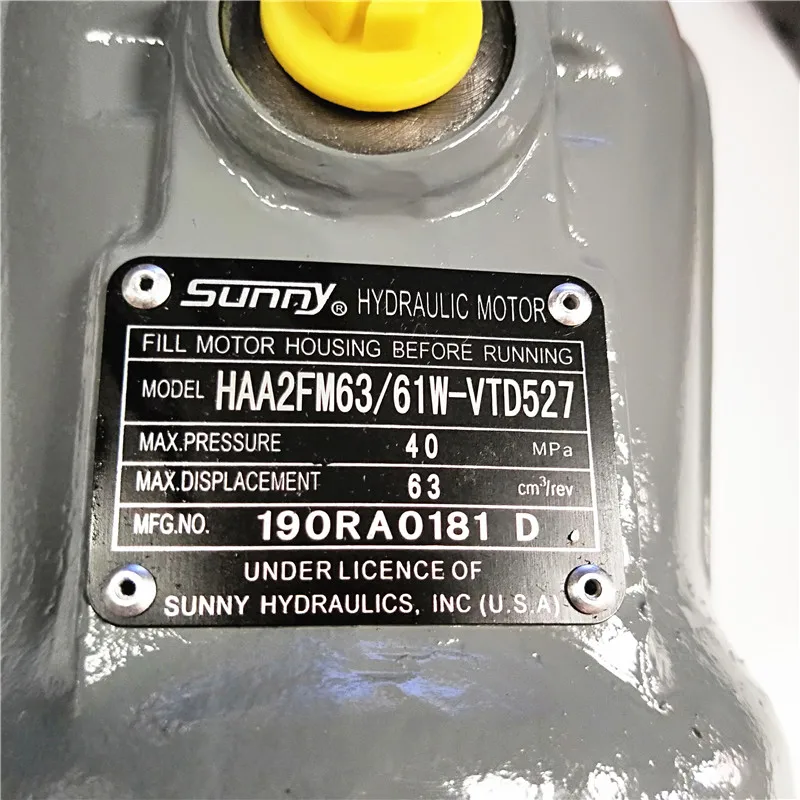 Sunny® HYDRAULIC MOTOR
FILL MOTOR HOUSING BEFORE RUNNING
MODEL HAA2FM63/61W-VTD527
MAX.PRESSURE 40 MPa
MAX.DISPLACEMENT 63 cm³/rev
MFG.NO. 190RA0181 D .
UNDER LICENCE OF
SUNNY HYDRAULICS, INC (U.S.A)